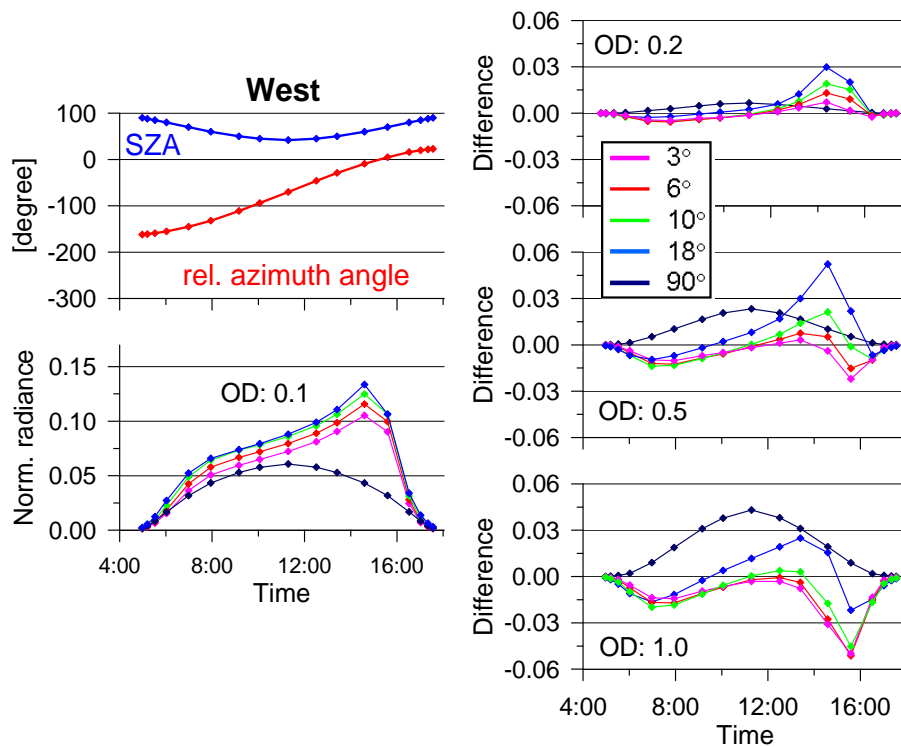 West
100
0
-100
-200
-300
[degree]
SZA
rel. azimuth angle
0.15
0.10
0.05
0.00
Norm. radiance
OD: 0.1
4:00 8:00 12:00 16:00
Time
0.06
0.03
0.00
-0.03
-0.06
Difference
OD: 0.2
3°
6°
10°
18°
90°
0.06
0.03
0.00
-0.03
-0.06
Difference
OD: 0.5
0.03
0.00
-0.03
-0.06
Difference
OD: 1.0
4:00 8:00 12:00 16:00
Time